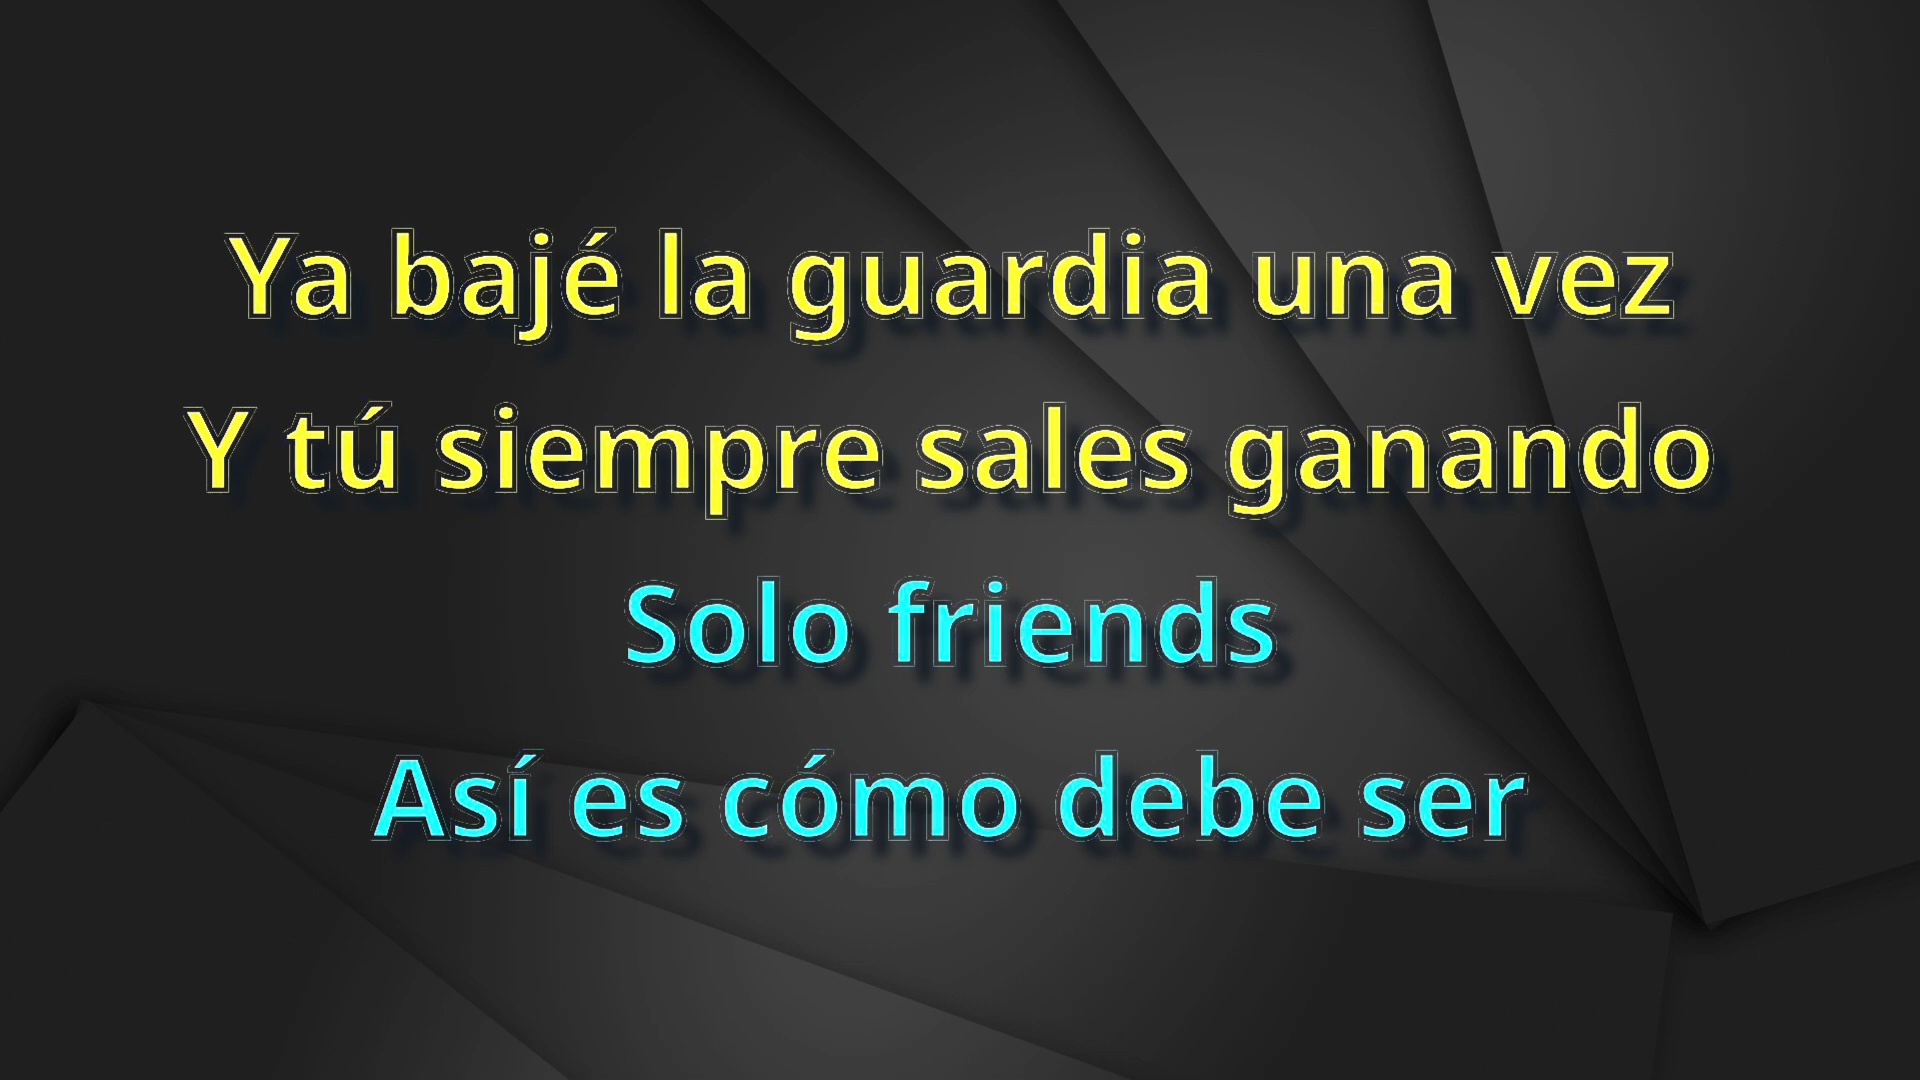 Ya bajé la guardia una vez
Y tú siempre sales ganando
Solo friends
Así es cómo debe ser